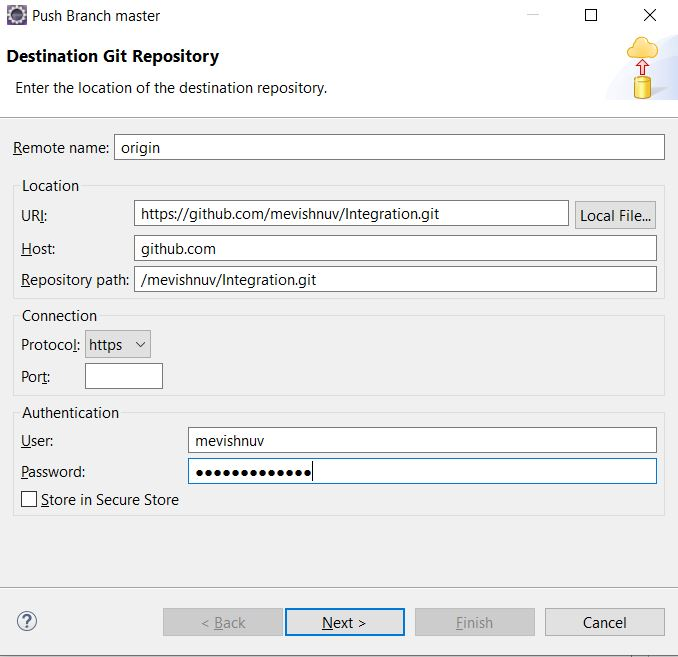 Push Branch master
Destination Git Repository
Enter the location of the destination repository.
Remote name: origin
Location
URI: https://github.com/mevishnuv/Integration.git Local File...
Host: github.com
Repository path: /mevishnuv/Integration.git
Connection
Protocol: https
Port:
Authentication
User: mevishnuv
Password: ●●●●●●●●●●●●●
Store in Secure Store
< Back Next > Finish Cancel